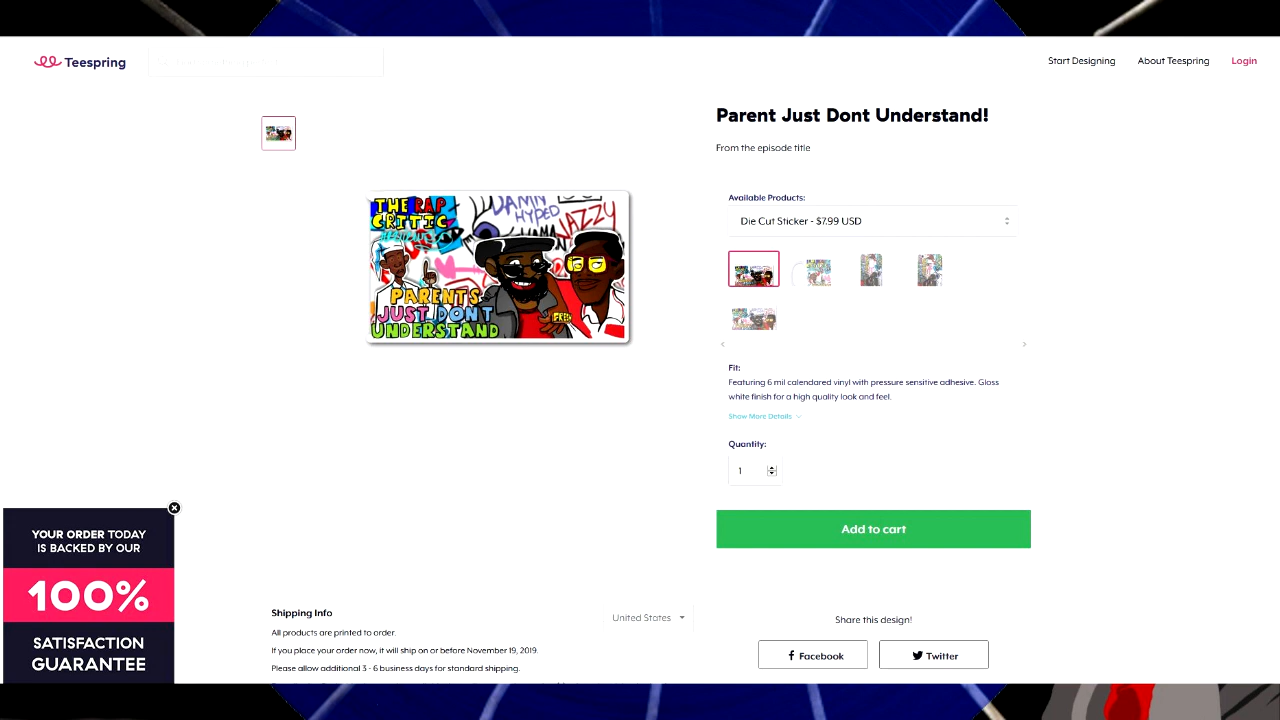 Teespring
Start Designing
About Teespring
Login
Parent Just Dont Understand!
From the episode title
Available Products:
Die Cut Sticker - $7.99 USD
THE RAP
CRITIC
DAMN
HYPED
JAZZY
PARENTS
JUST DONT
UNDERSTAND
FRESH
Fit:
Featuring 6 mil calendared vinyl with pressure sensitive adhesive. Gloss
white finish for a high quality look and feel.
Show More Details
Quantity:
1
Add to cart
YOUR ORDER TODAY
IS BACKED BY OUR
100%
SATISFACTION
GUARANTEE
Shipping Info
United States
All products are printed to order.
If you place your order now, it will ship on or before November 19, 2019.
Please allow additional 3 - 6 business days for standard shipping.
Share this design!
Facebook
Twitter